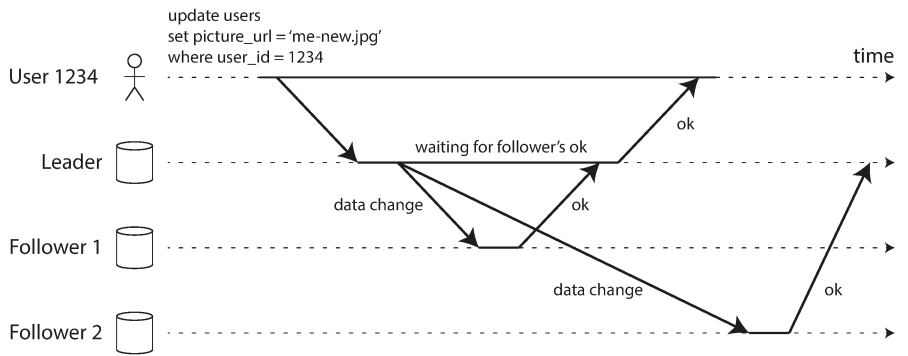 update users
set picture_url = ‘me-new.jpg’
where user_id = 1234
time
User 1234
ok
Leader
waiting for follower’s ok
data change
ok
Follower 1
data change
ok
Follower 2